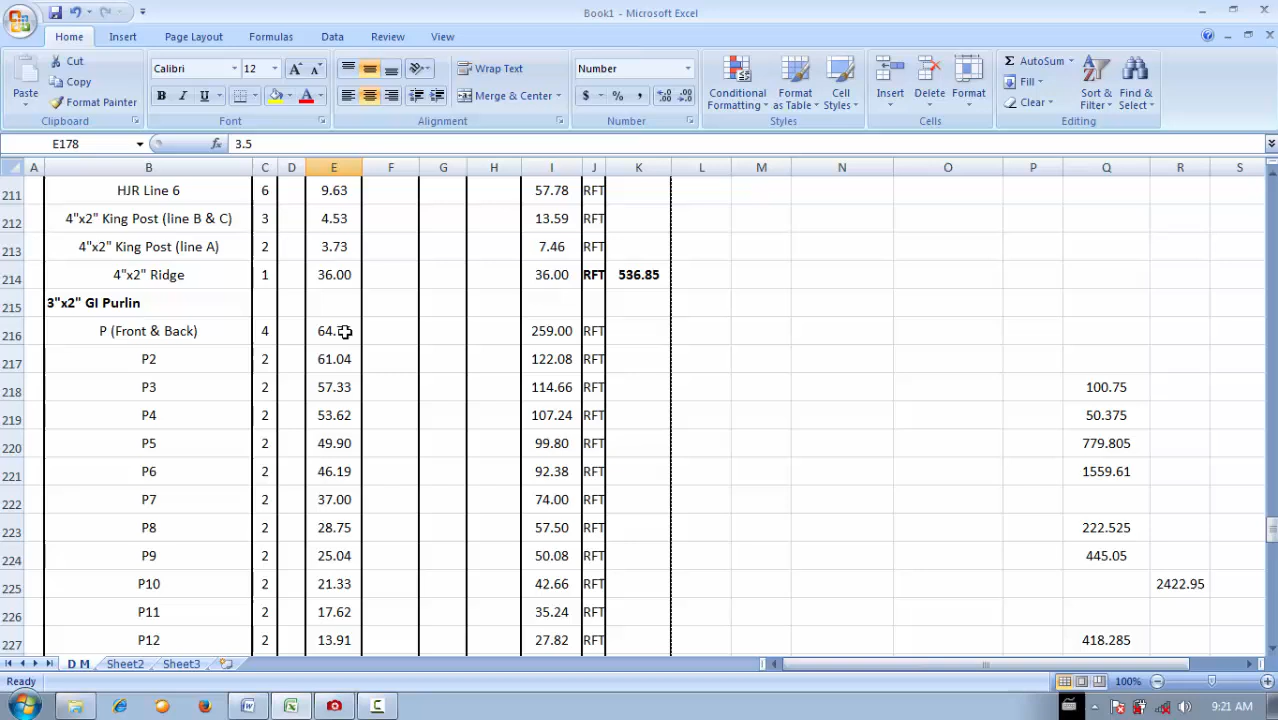 Book1 - Microsoft Excel
Home Insert Page Layout Formulas Data Review View
Paste Cut Copy Format Painter Clipboard
Calibri 12 A A B I U A Font
Wrap Text Merge & Center Alignment
Number $ % , Number
Conditional Formatting Format as Table Cell Styles Styles
Insert Delete Format Cells
Σ AutoSum Fill Clear Sort & Filter Find & Select Editing
E178 fx 3.5
A B C D E F G H I J K L M N O P Q R S
211 HJR Line 6 6 9.63 57.78 RFT
212 4"x2" King Post (line B & C) 3 4.53 13.59 RFT
213 4"x2" King Post (line A) 2 3.73 7.46 RFT
214 4"x2" Ridge 1 36.00 36.00 RFT 536.85
215 3"x2" GI Purlin
216 P (Front & Back) 4 64. 259.00 RFT
217 P2 2 61.04 122.08 RFT
218 P3 2 57.33 114.66 RFT 100.75
219 P4 2 53.62 107.24 RFT 50.375
220 P5 2 49.90 99.80 RFT 779.805
221 P6 2 46.19 92.38 RFT 1559.61
222 P7 2 37.00 74.00 RFT
223 P8 2 28.75 57.50 RFT 222.525
224 P9 2 25.04 50.08 RFT 445.05
225 P10 2 21.33 42.66 RFT 2422.95
226 P11 2 17.62 35.24 RFT
227 P12 2 13.91 27.82 RFT 418.285
D M Sheet2 Sheet3
Ready 100%
9:21 AM